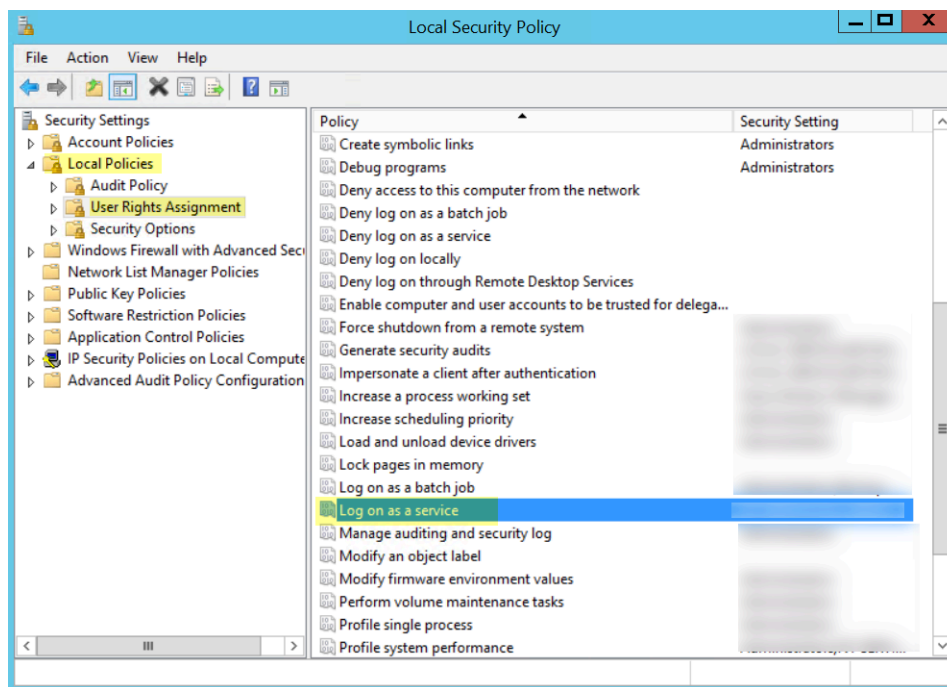 Local Security Policy
File Action View Help
Security Settings
Account Policies
Local Policies
Audit Policy
User Rights Assignment
Security Options
Windows Firewall with Advanced Secu
Network List Manager Policies
Public Key Policies
Software Restriction Policies
Application Control Policies
IP Security Policies on Local Compute
Advanced Audit Policy Configuration
Policy Security Setting
Create symbolic links Administrators
Debug programs Administrators
Deny access to this computer from the network
Deny log on as a batch job
Deny log on as a service
Deny log on locally
Deny log on through Remote Desktop Services
Enable computer and user accounts to be trusted for delega...
Force shutdown from a remote system
Generate security audits
Impersonate a client after authentication
Increase a process working set
Increase scheduling priority
Load and unload device drivers
Lock pages in memory
Log on as a batch job
Log on as a service
Manage auditing and security log
Modify an object label
Modify firmware environment values
Perform volume maintenance tasks
Profile single process
Profile system performance